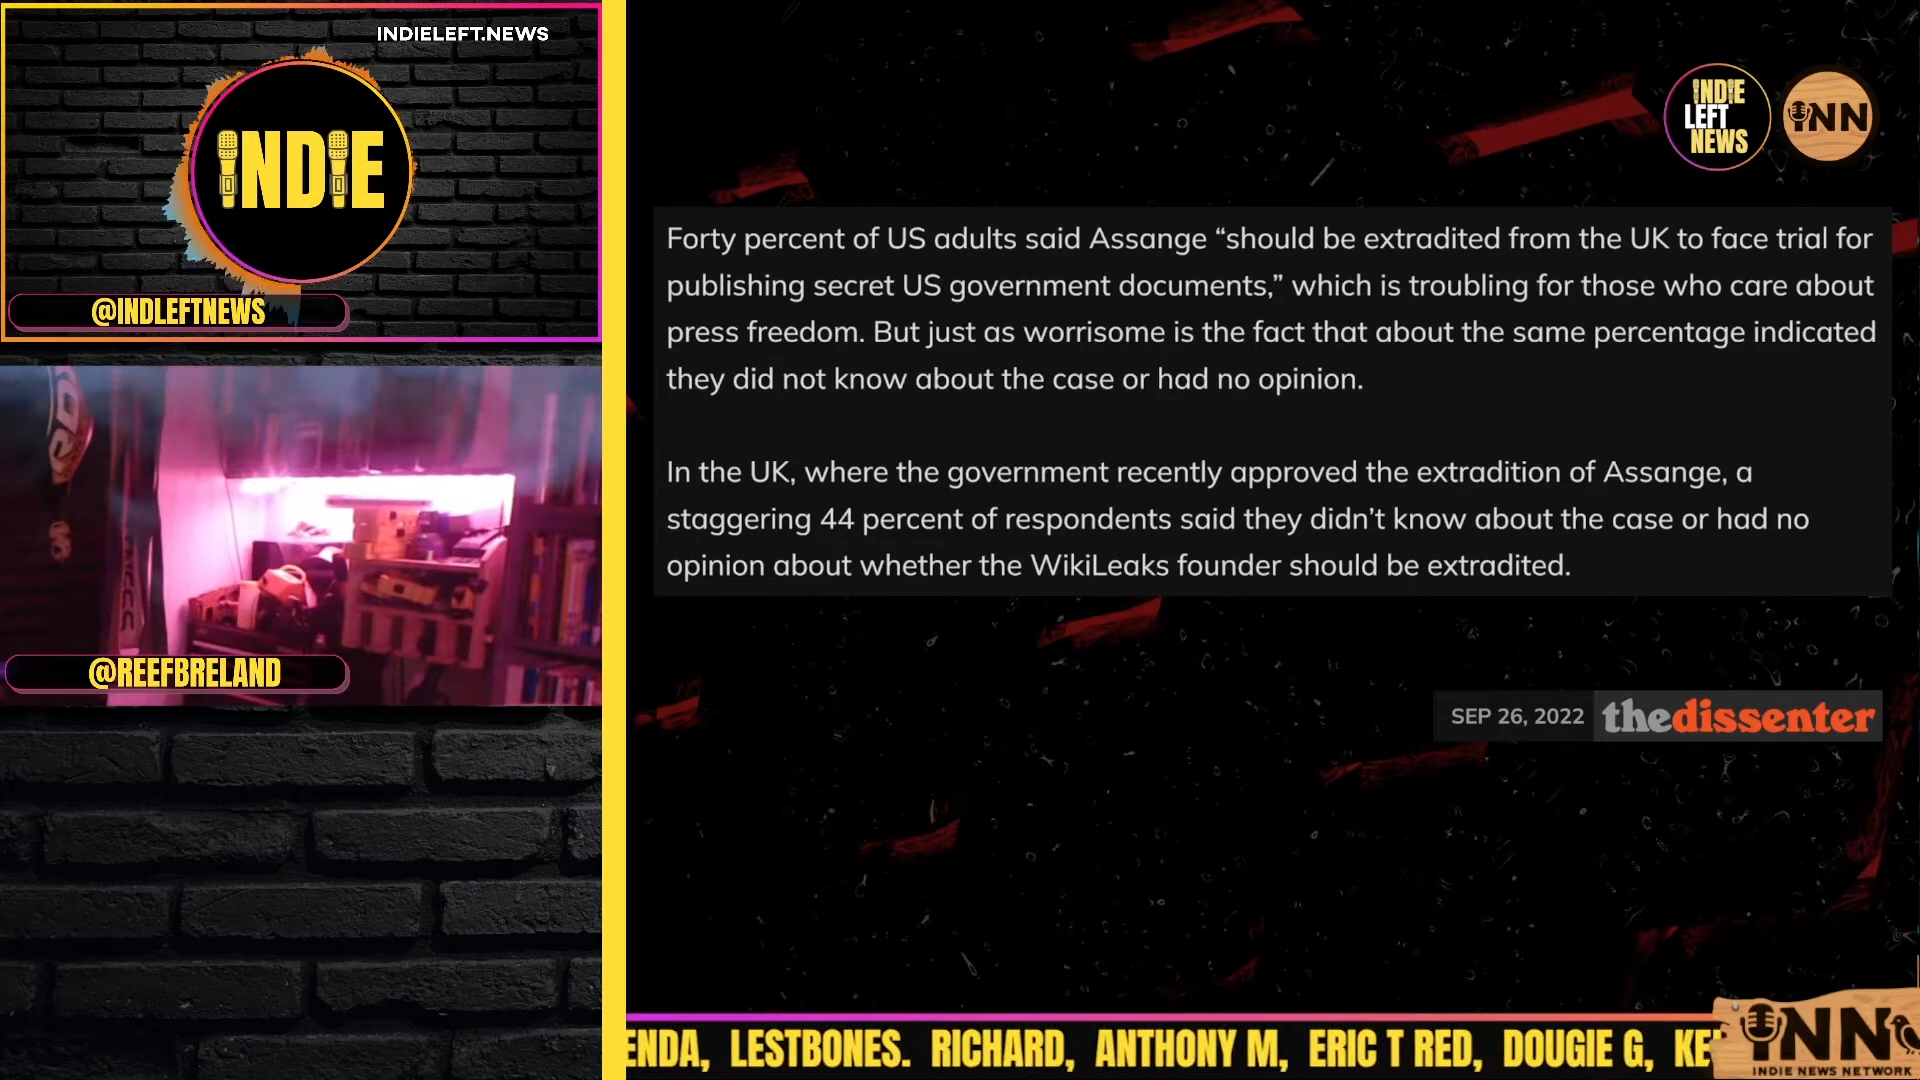 INDIELEFT.NEWS
INDIE
@INDLEFTNEWS
@REEFBRELAND
INDIE
LEFT
NEWS
INN
Forty percent of US adults said Assange “should be extradited from the UK to face trial for
publishing secret US government documents,” which is troubling for those who care about
press freedom. But just as worrisome is the fact that about the same percentage indicated
they did not know about the case or had no opinion.
In the UK, where the government recently approved the extradition of Assange, a
staggering 44 percent of respondents said they didn’t know about the case or had no
opinion about whether the WikiLeaks founder should be extradited.
SEP 26, 2022 thedissenter
LESTBONES. RICHARD, ANTHONY M, ERIC T RED, DOUGIE G,
INN
INDIE NEWS NETWORK